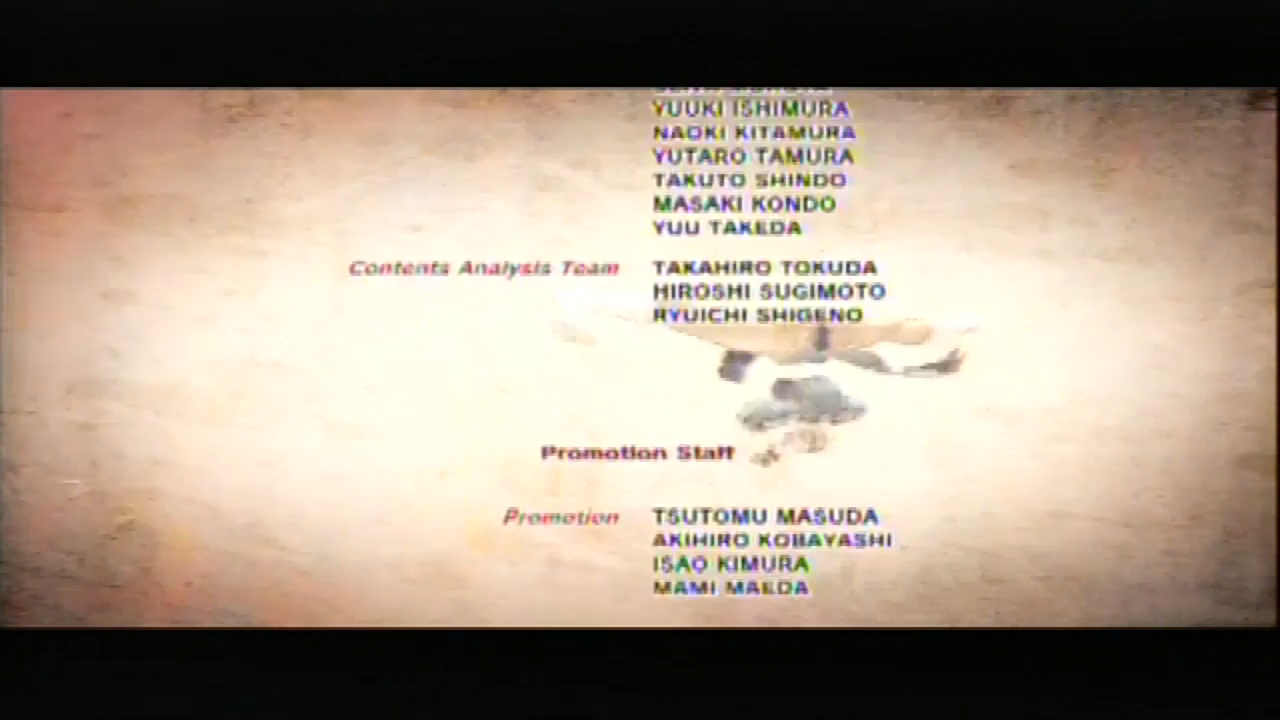 YUUKI ISHIMURA
NAOKI KITAMURA
YUTARO TAMURA
TAKUTO SHINDO
MASAKI KONDO
YUU TAKEDA
Contents Analysis Team TAKAHIRO TOKUDA
HIROSHI SUGIMOTO
RYUICHI SHIGENO
Promotion Staff
Promotion TSUTOMU MASUDA
AKIHIRO KOBAYASHI
ISAO KIMURA
MAMI MAEDA